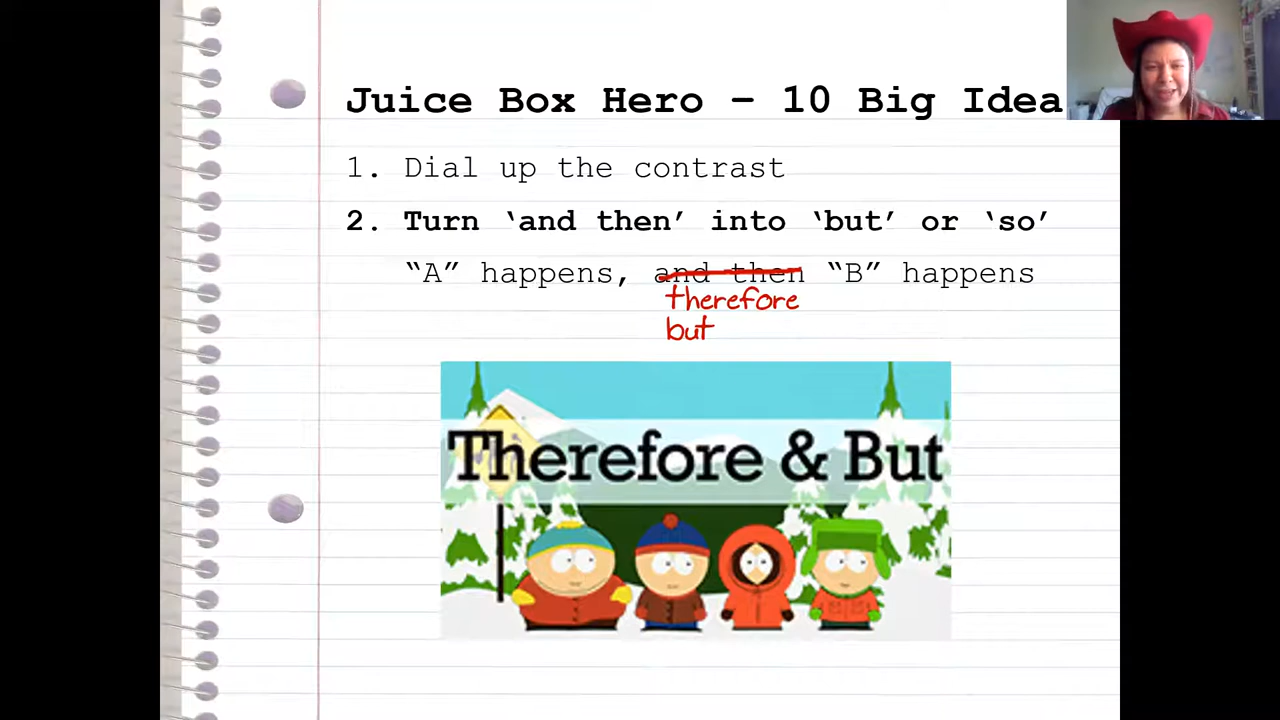 Juice Box Hero – 10 Big Idea
1. Dial up the contrast
2. Turn ‘and then’ into ‘but’ or ‘so’
“A” happens, and then “B” happens
therefore
but
Therefore & But